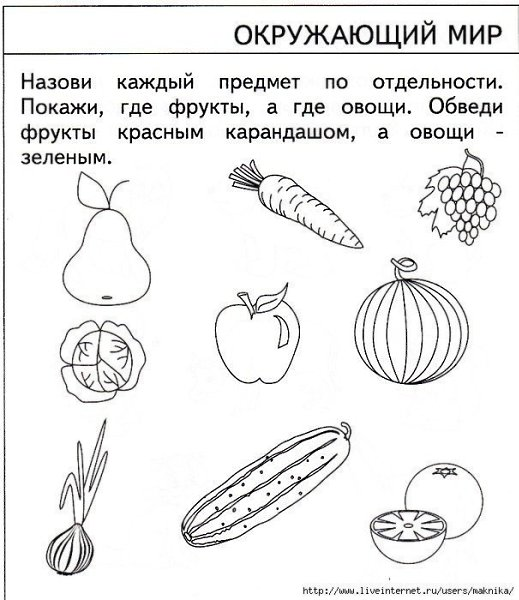 ОКРУЖАЮЩИЙ МИР
Назови каждый предмет по отдельности.
Покажи, где фрукты, а где овощи. Обведи
фрукты красным карандашом, а овощи -
зеленым.
http://www.liveinternet.ru/users/maknika/